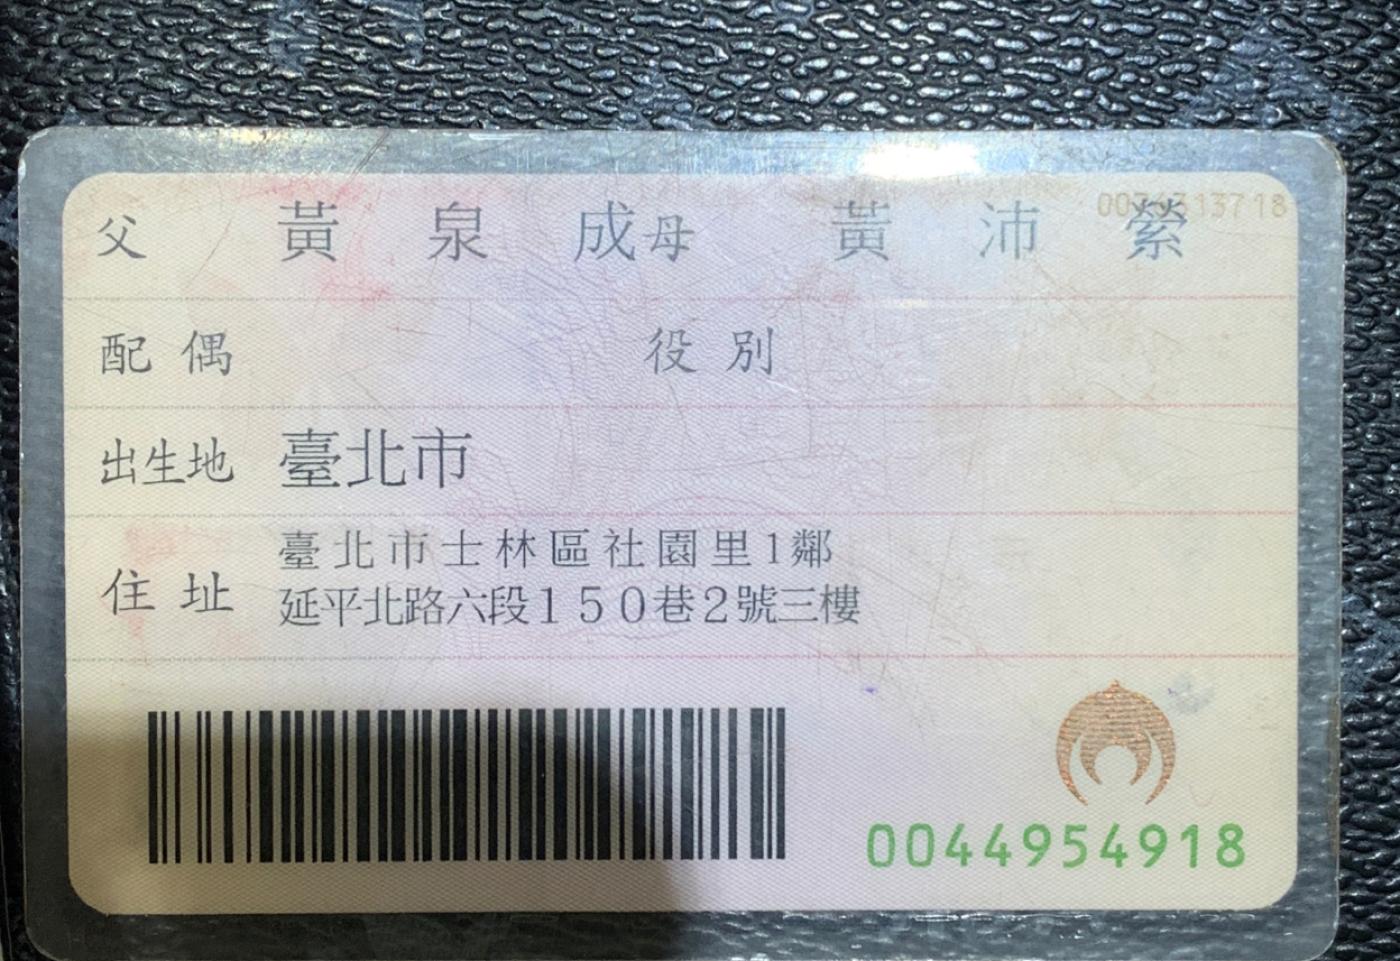 父 黃泉成 母 黃沛縈
配偶 役別
出生地 臺北市
住址 臺北市士林區社園里1鄰
延平北路六段150巷2號三樓
0044954918